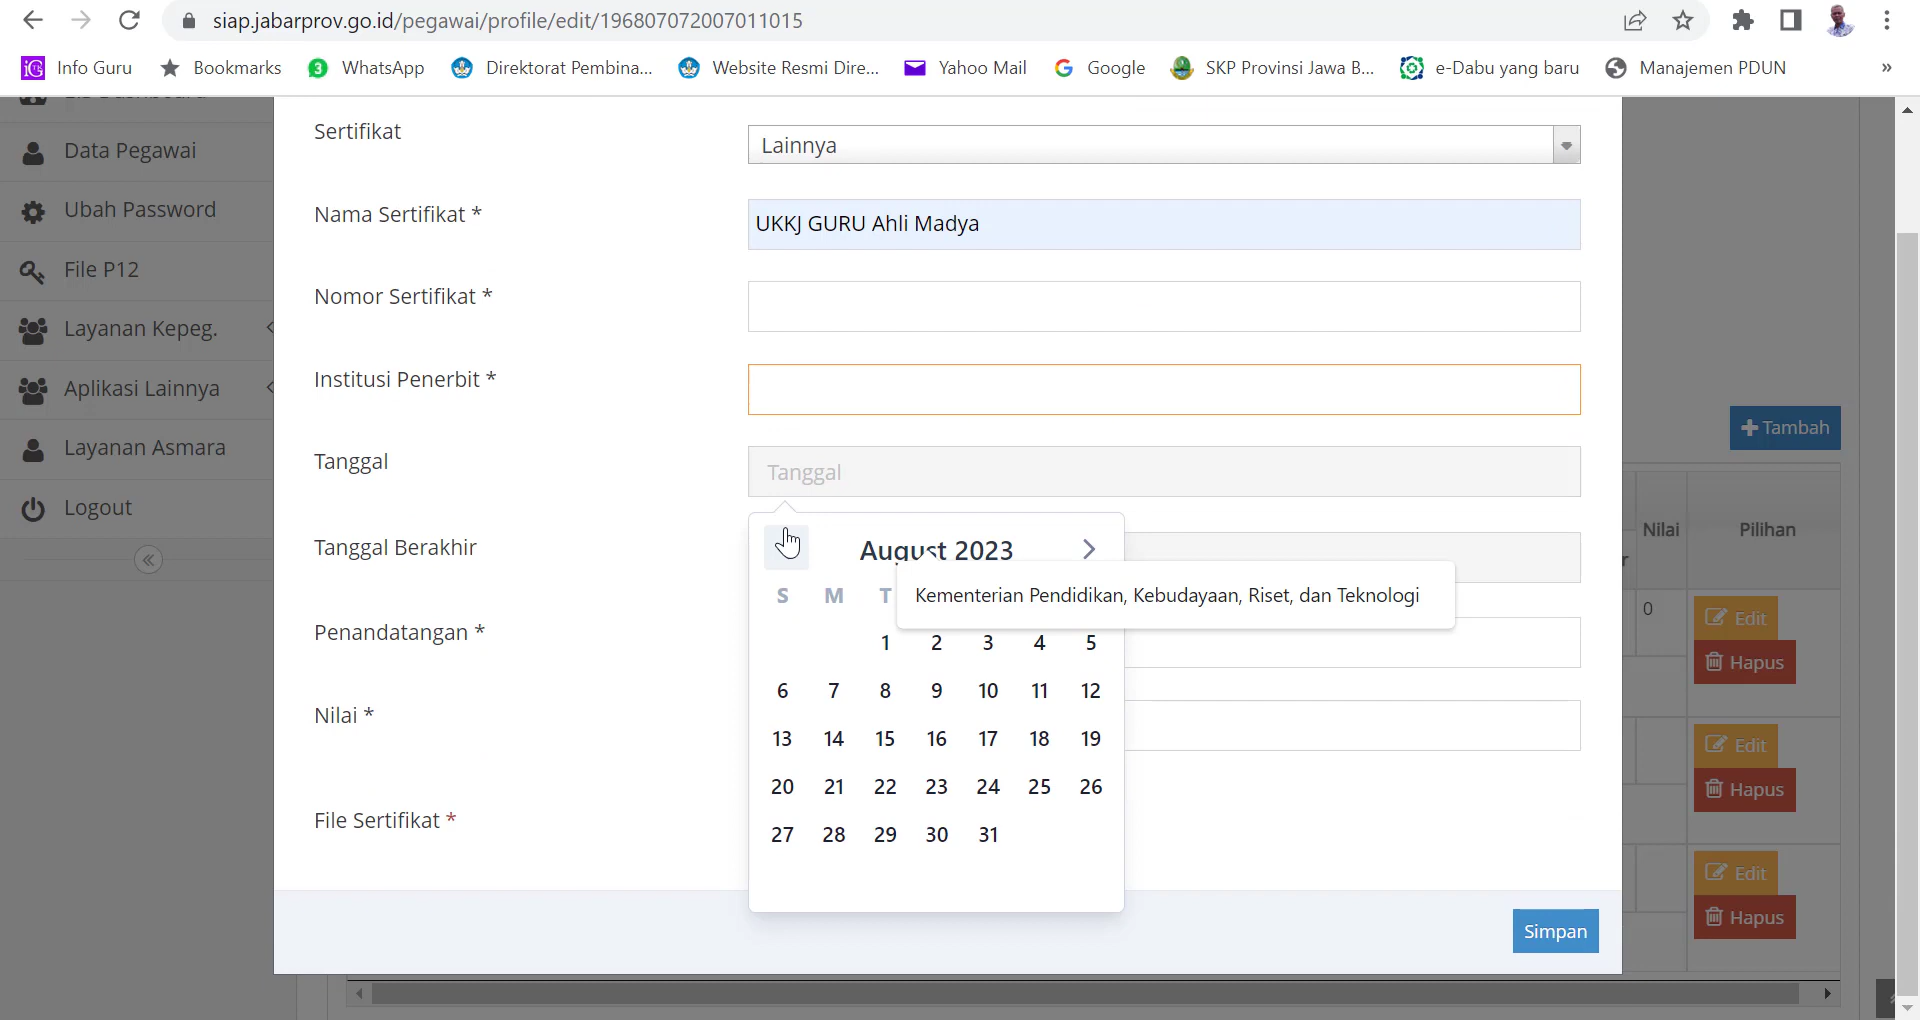 siap.jabarprov.go.id/pegawai/profile/edit/196807072007011015
Info Guru
Bookmarks
3
WhatsApp
Direktorat Pembina...
Website Resmi Dire...
Yahoo Mail
Google
SKP Provinsi Jawa B...
e-Dabu yang baru
Manajemen PDUN
»
Data Pegawai
Ubah Password
File P12
Layanan Kepeg.
Aplikasi Lainnya
Layanan Asmara
Logout
Sertifikat
Lainnya
Nama Sertifikat *
UKKJ GURU Ahli Madya
Nomor Sertifikat *
Institusi Penerbit *
Tanggal
Tanggal
Tanggal Berakhir
Penandatangan *
Nilai *
File Sertifikat *
August 2023
S M T
Kementerian Pendidikan, Kebudayaan, Riset, dan Teknologi
1 2 3 4 5
6 7 8 9 10 11 12
13 14 15 16 17 18 19
20 21 22 23 24 25 26
27 28 29 30 31
Simpan
Tambah
Nilai
Pilihan
r
0
Edit
Hapus
Edit
Hapus
Edit
Hapus